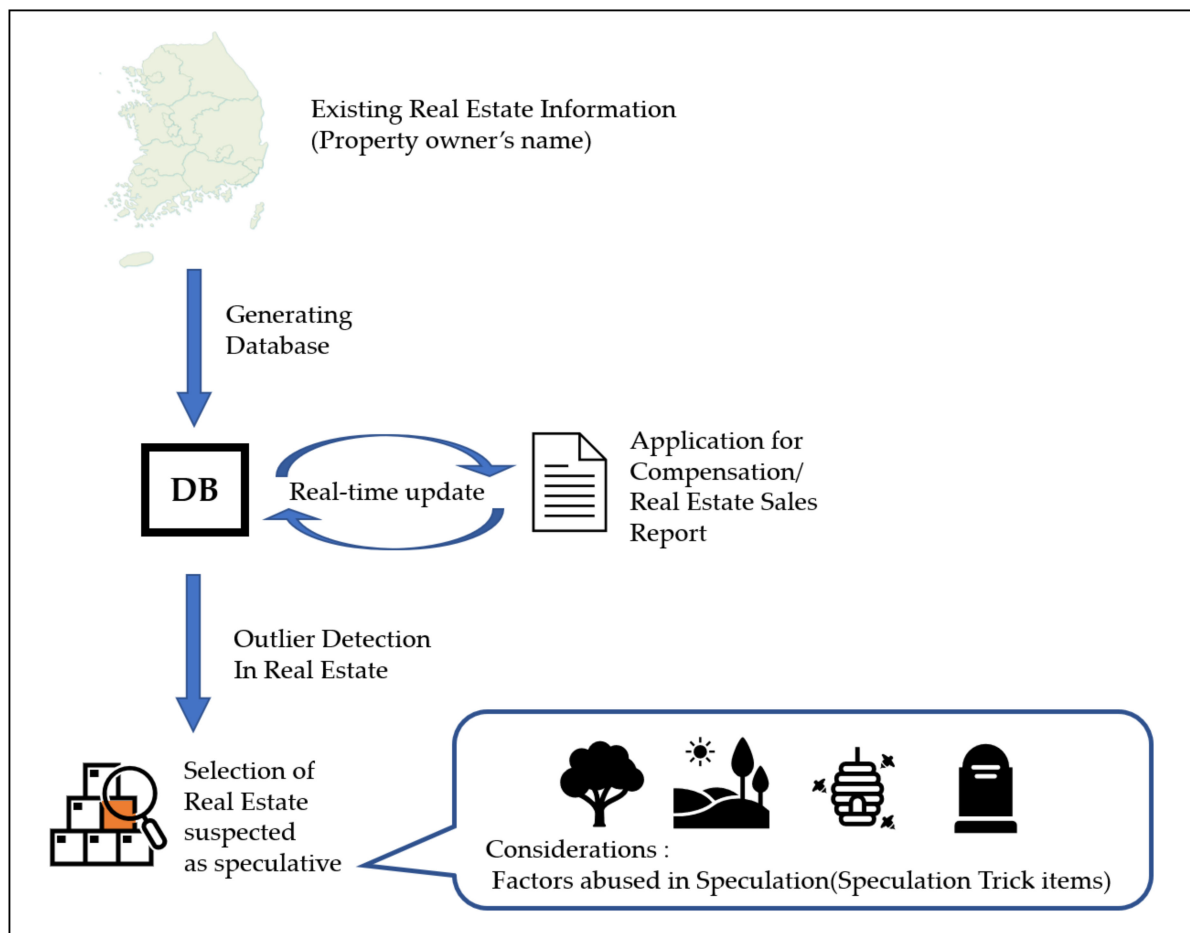 Existing Real Estate Information
(Property owner’s name)
Generating
Database
DB
Real-time update
Application for
Compensation/
Real Estate Sales
Report
Outlier Detection
In Real Estate
Selection of
Real Estate
suspected
as speculative
Considerations :
Factors abused in Speculation(Speculation Trick items)